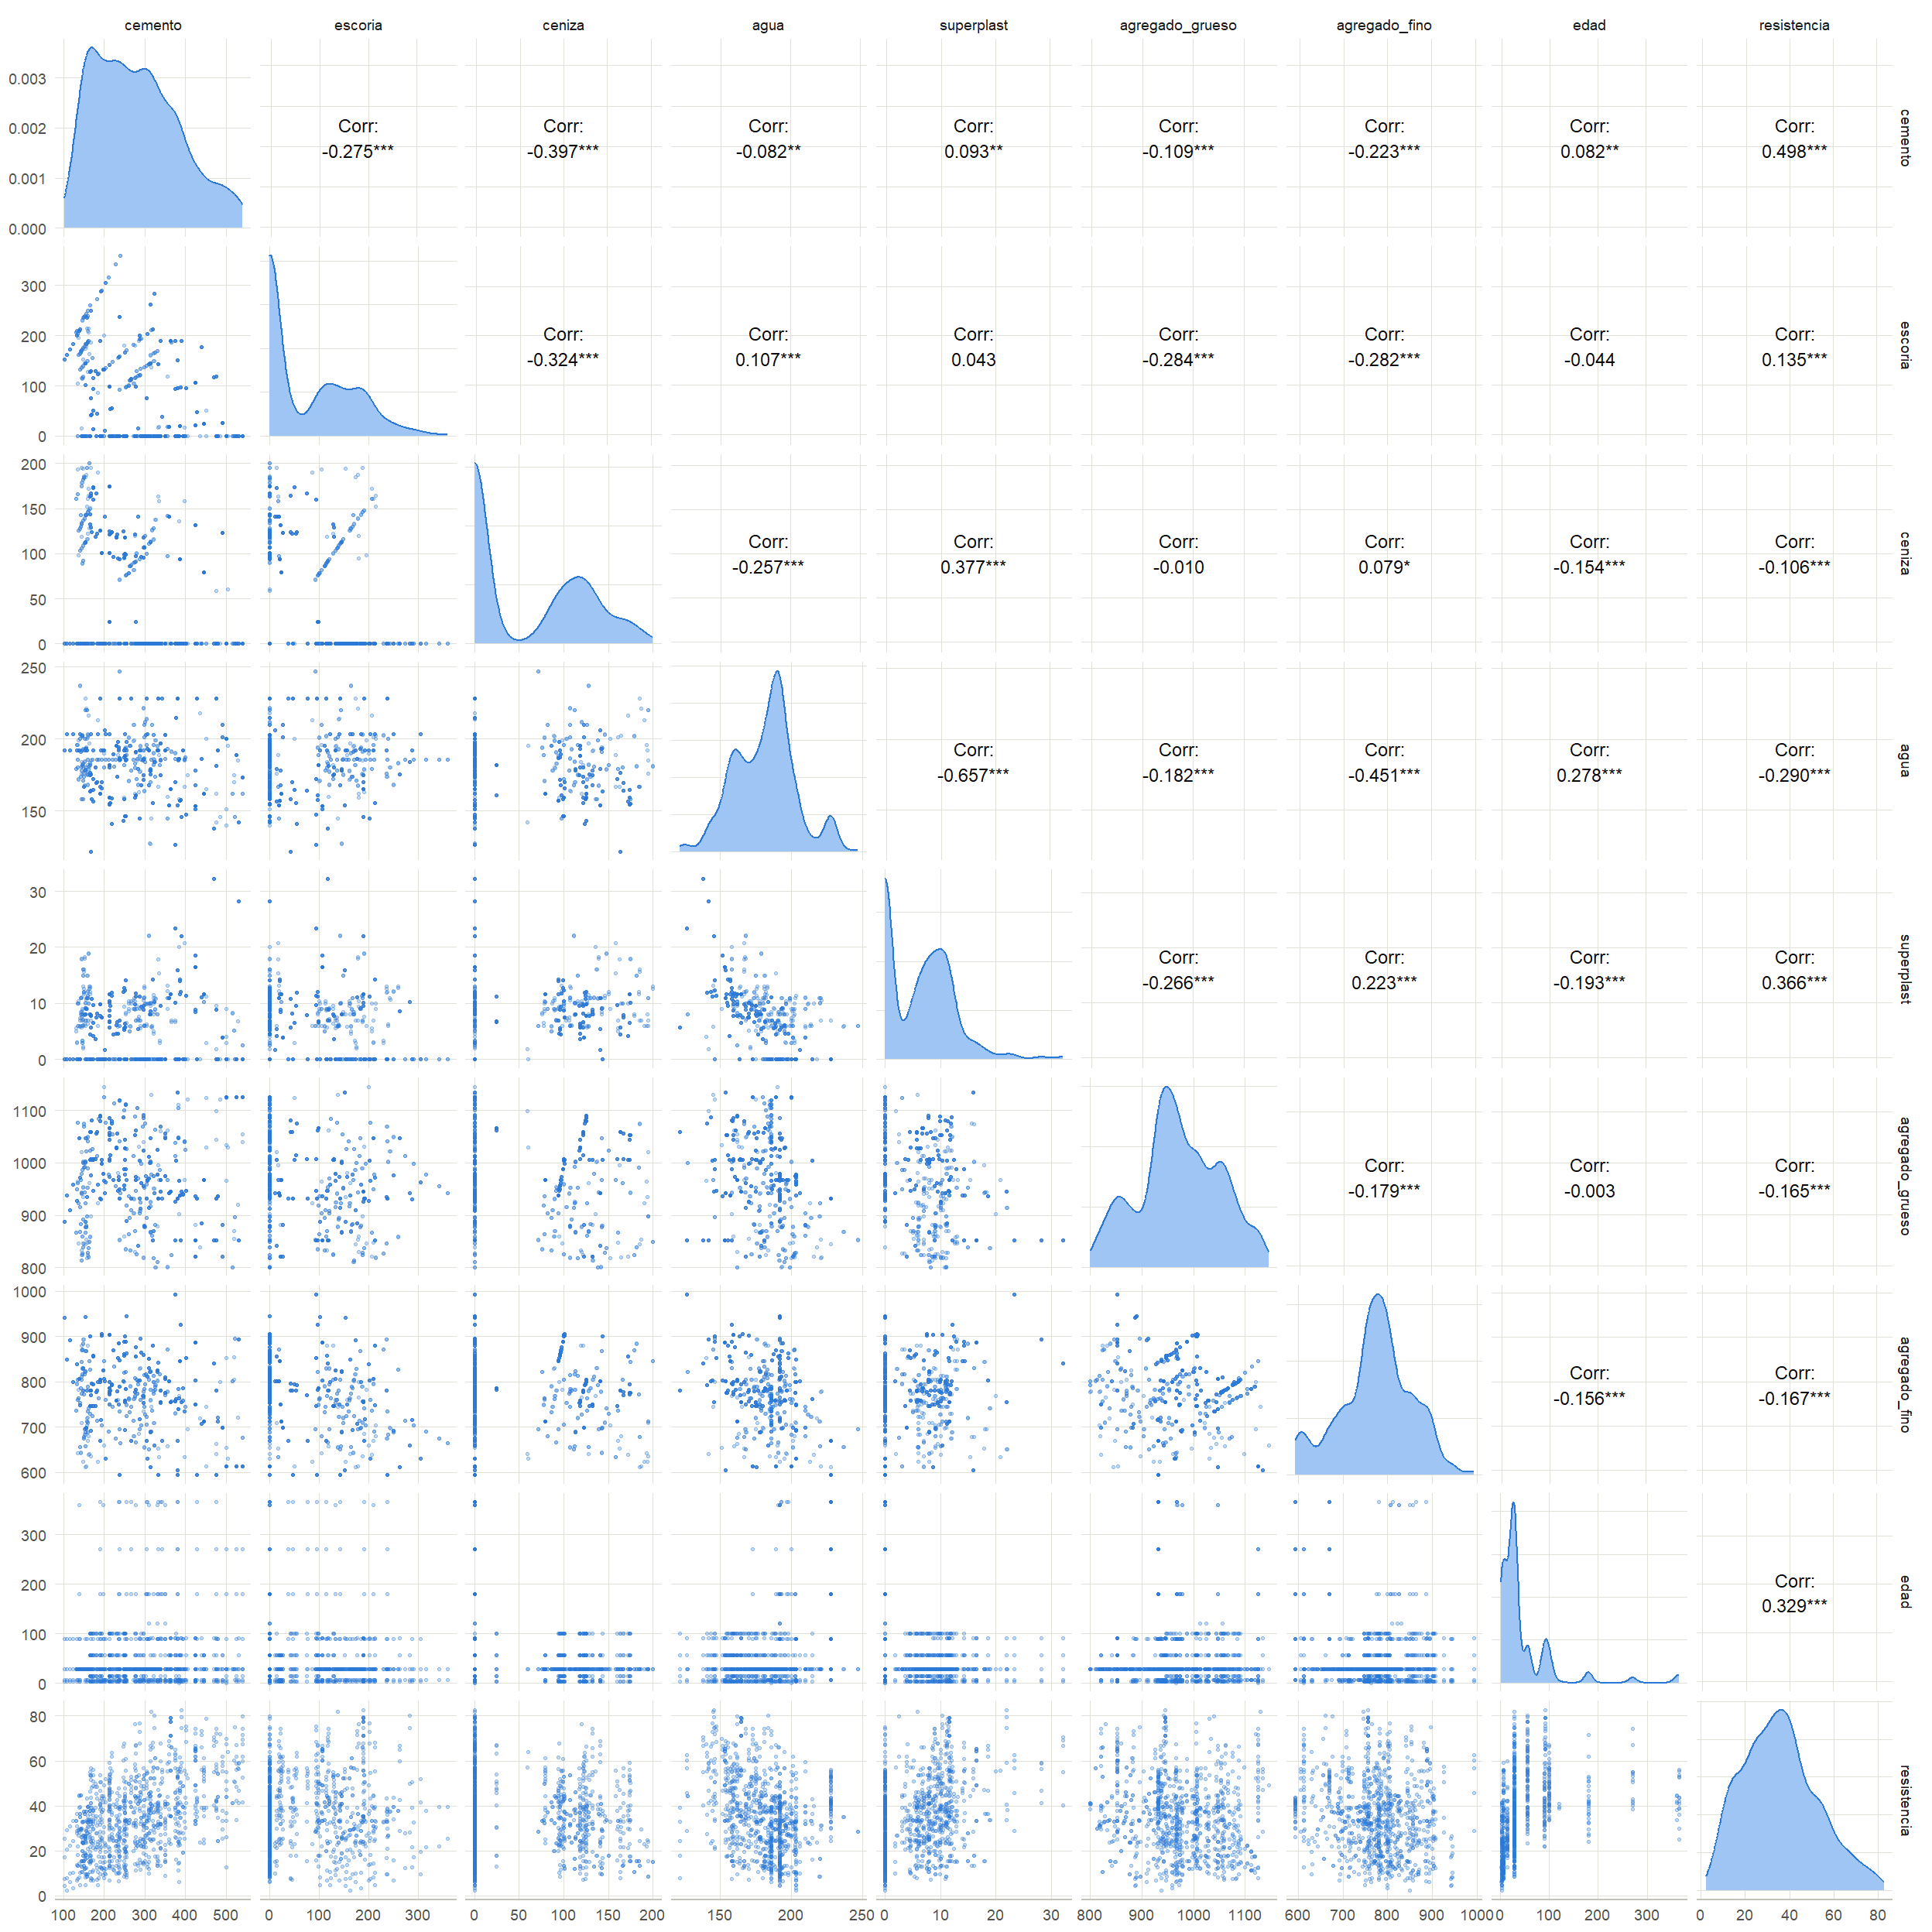 cemento escoria ceniza agua superplast agregado_grueso agregado_fino edad resistencia
0.003
0.002
0.001
0.000
Corr: Corr: Corr: Corr: Corr: Corr: Corr: Corr:
-0.275*** -0.397*** -0.082** 0.093** -0.109*** -0.223*** 0.082** 0.498***
cemento
300
200
100
0
Corr: Corr: Corr: Corr: Corr: Corr: Corr:
-0.324*** 0.107*** 0.043 -0.284*** -0.282*** -0.044 0.135***
escoria
200
150
100
50
0
Corr: Corr: Corr: Corr: Corr: Corr:
-0.257*** 0.377*** -0.010 0.079* -0.154*** -0.106***
ceniza
250
200
150
Corr: Corr: Corr: Corr: Corr:
-0.657*** -0.182*** -0.451*** 0.278*** -0.290***
agua
30
20
10
0
Corr: Corr: Corr: Corr:
-0.266*** 0.223*** -0.193*** 0.366***
superplast
1100
1000
900
800
Corr: Corr: Corr:
-0.179*** -0.003 -0.165***
agregado_grueso
1000
900
800
700
600
Corr: Corr:
-0.156*** -0.167***
agregado_fino
300
200
100
0
Corr:
0.329***
edad
80
60
40
20
0
resistencia
100 200 300 400 500 0 100 200 300 0 50 100 150 200 150 200 250 0 10 20 30 800 900 1000 1100 600 700 800 900 1000 0 100 200 300 0 20 40 60 80